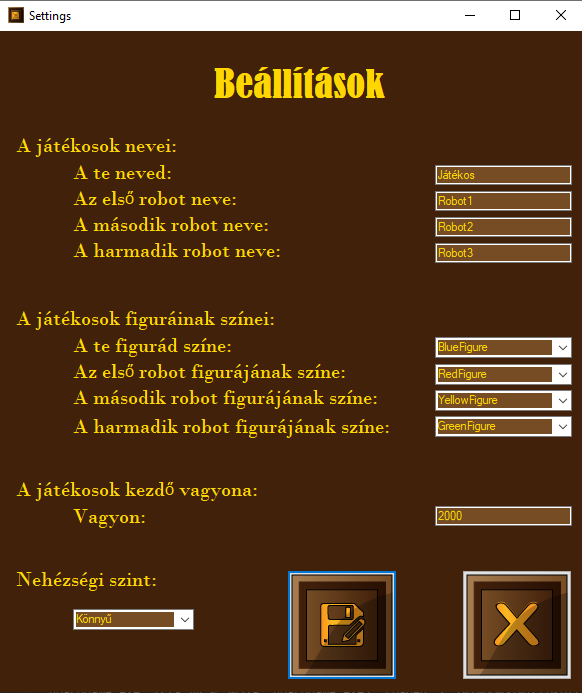 Settings
Beállítások
A játékosok nevei:
A te neved: Játékos
Az első robot neve: Robot1
A második robot neve: Robot2
A harmadik robot neve: Robot3
A játékosok figuráinak színei:
A te figurád színe: BlueFigure
Az első robot figurájának színe: RedFigure
A második robot figurájának színe: YellowFigure
A harmadik robot figurájának színe: GreenFigure
A játékosok kezdő vagyona:
Vagyon: 2000
Nehézségi szint:
Könnyű